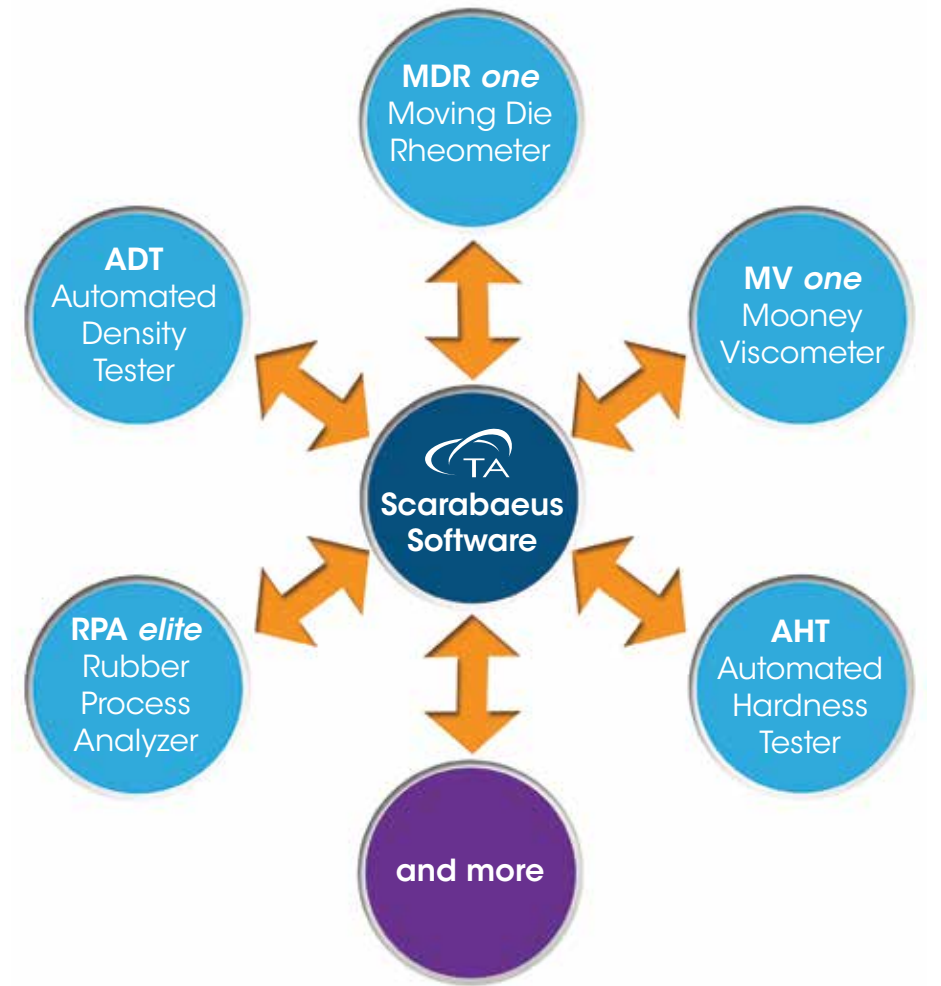 MDR one
Moving Die
Rheometer
ADT
Automated
Density
Tester
MV one
Mooney
Viscometer
TA
Scarabaeus
Software
RPA elite
Rubber
Process
Analyzer
AHT
Automated
Hardness
Tester
and more